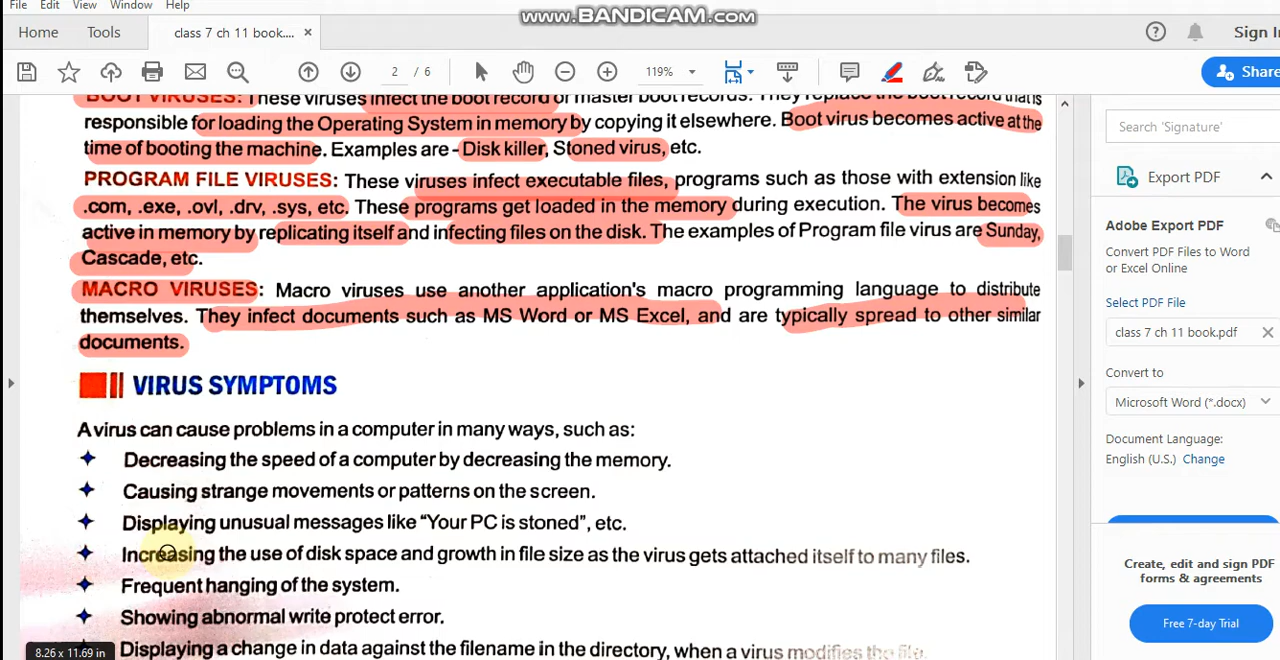 File Edit View Window Help
www.BANDICAM.com
Home Tools class 7 ch 11 book.... × Sign I
2 / 6 119% Share
BOOT VIRUSES: These viruses infect the boot record or master boot records. They replace the boot record that is
responsible for loading the Operating System in memory by copying it elsewhere. Boot virus becomes active at the
time of booting the machine. Examples are - Disk killer, Stoned virus, etc.
PROGRAM FILE VIRUSES: These viruses infect executable files, programs such as those with extension like
.com, .exe, .ovl, .drv, .sys, etc. These programs get loaded in the memory during execution. The virus becomes
active in memory by replicating itself and infecting files on the disk. The examples of Program file virus are Sunday,
Cascade, etc.
MACRO VIRUSES: Macro viruses use another application's macro programming language to distribute
themselves. They infect documents such as MS Word or MS Excel, and are typically spread to other similar
documents.
VIRUS SYMPTOMS
A virus can cause problems in a computer in many ways, such as:
Decreasing the speed of a computer by decreasing the memory.
Causing strange movements or patterns on the screen.
Displaying unusual messages like “Your PC is stoned”, etc.
Increasing the use of disk space and growth in file size as the virus gets attached itself to many files.
Frequent hanging of the system.
Showing abnormal write protect error.
Displaying a change in data against the filename in the directory, when a virus modifies the file.
8.26 x 11.69 in
Search 'Signature'
Export PDF
Adobe Export PDF
Convert PDF Files to Word
or Excel Online
Select PDF File
class 7 ch 11 book.pdf ×
Convert to
Microsoft Word (*.docx)
Document Language:
English (U.S.) Change
Create, edit and sign PDF
forms & agreements
Free 7-day Trial